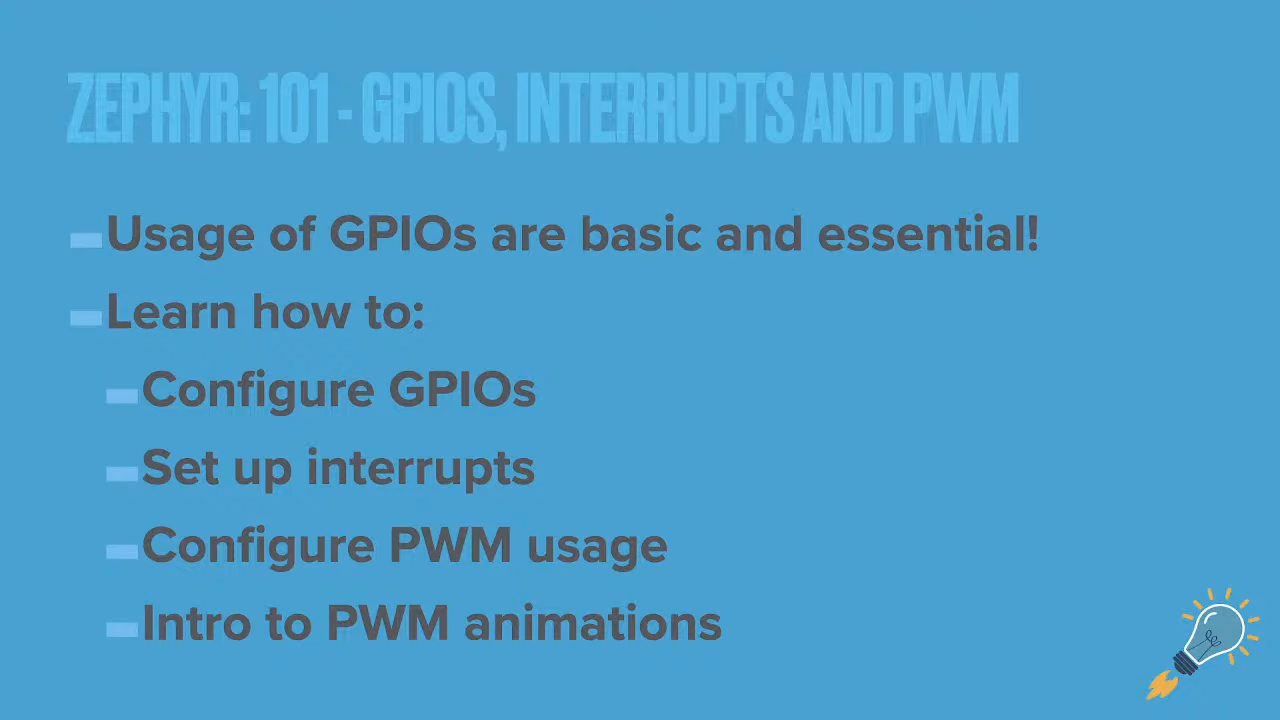 ZEPHYR: 101 - GPIOS, INTERRUPTS AND PWM
Usage of GPIOs are basic and essential!
Learn how to:
Configure GPIOs
Set up interrupts
Configure PWM usage
Intro to PWM animations